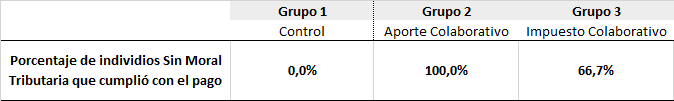 Grupo 1 Grupo 2 Grupo 3
Control Aporte Colaborativo Impuesto Colaborativo
Porcentaje de individios Sin Moral
Tributaria que cumplió con el pago
0,0% 100,0% 66,7%